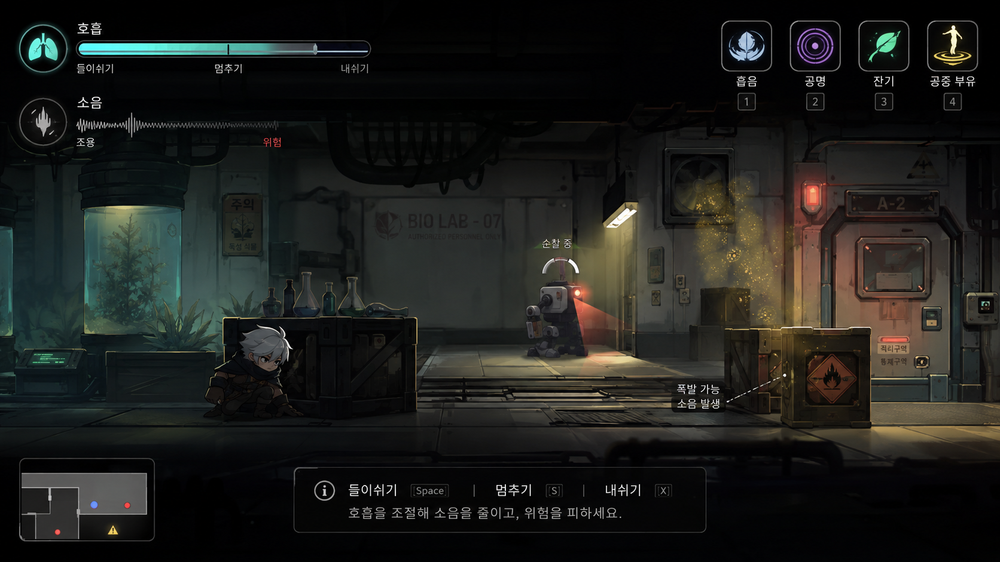 호흡
들이쉬기 멈추기 내쉬기
소음
조용 위험
흡음 공명 잔기 공중 부유
1 2 3 4
주의
독성 식물
BIO LAB - 07
AUTHORIZED PERSONNEL ONLY
순찰 중
A-2
격리구역
통제구역
폭발 가능
소음 발생
들이쉬기 [Space] | 멈추기 [S] | 내쉬기 [X]
호흡을 조절해 소음을 줄이고, 위험을 피하세요.